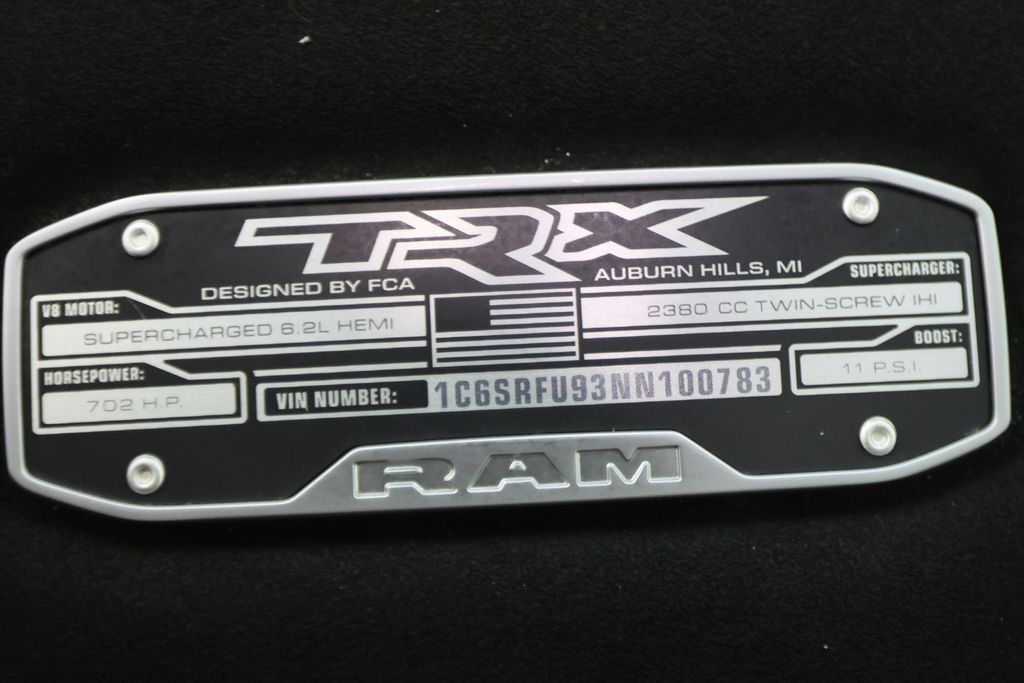 TRX
DESIGNED BY FCA
AUBURN HILLS, MI
V8 MOTOR:
SUPERCHARGED 6.2L HEMI
SUPERCHARGER:
2380 CC TWIN-SCREW IHI
HORSEPOWER:
702 H.P.
VIN NUMBER: 1C6SRFU93NN100783
BOOST:
11 P.S.I.
RAM